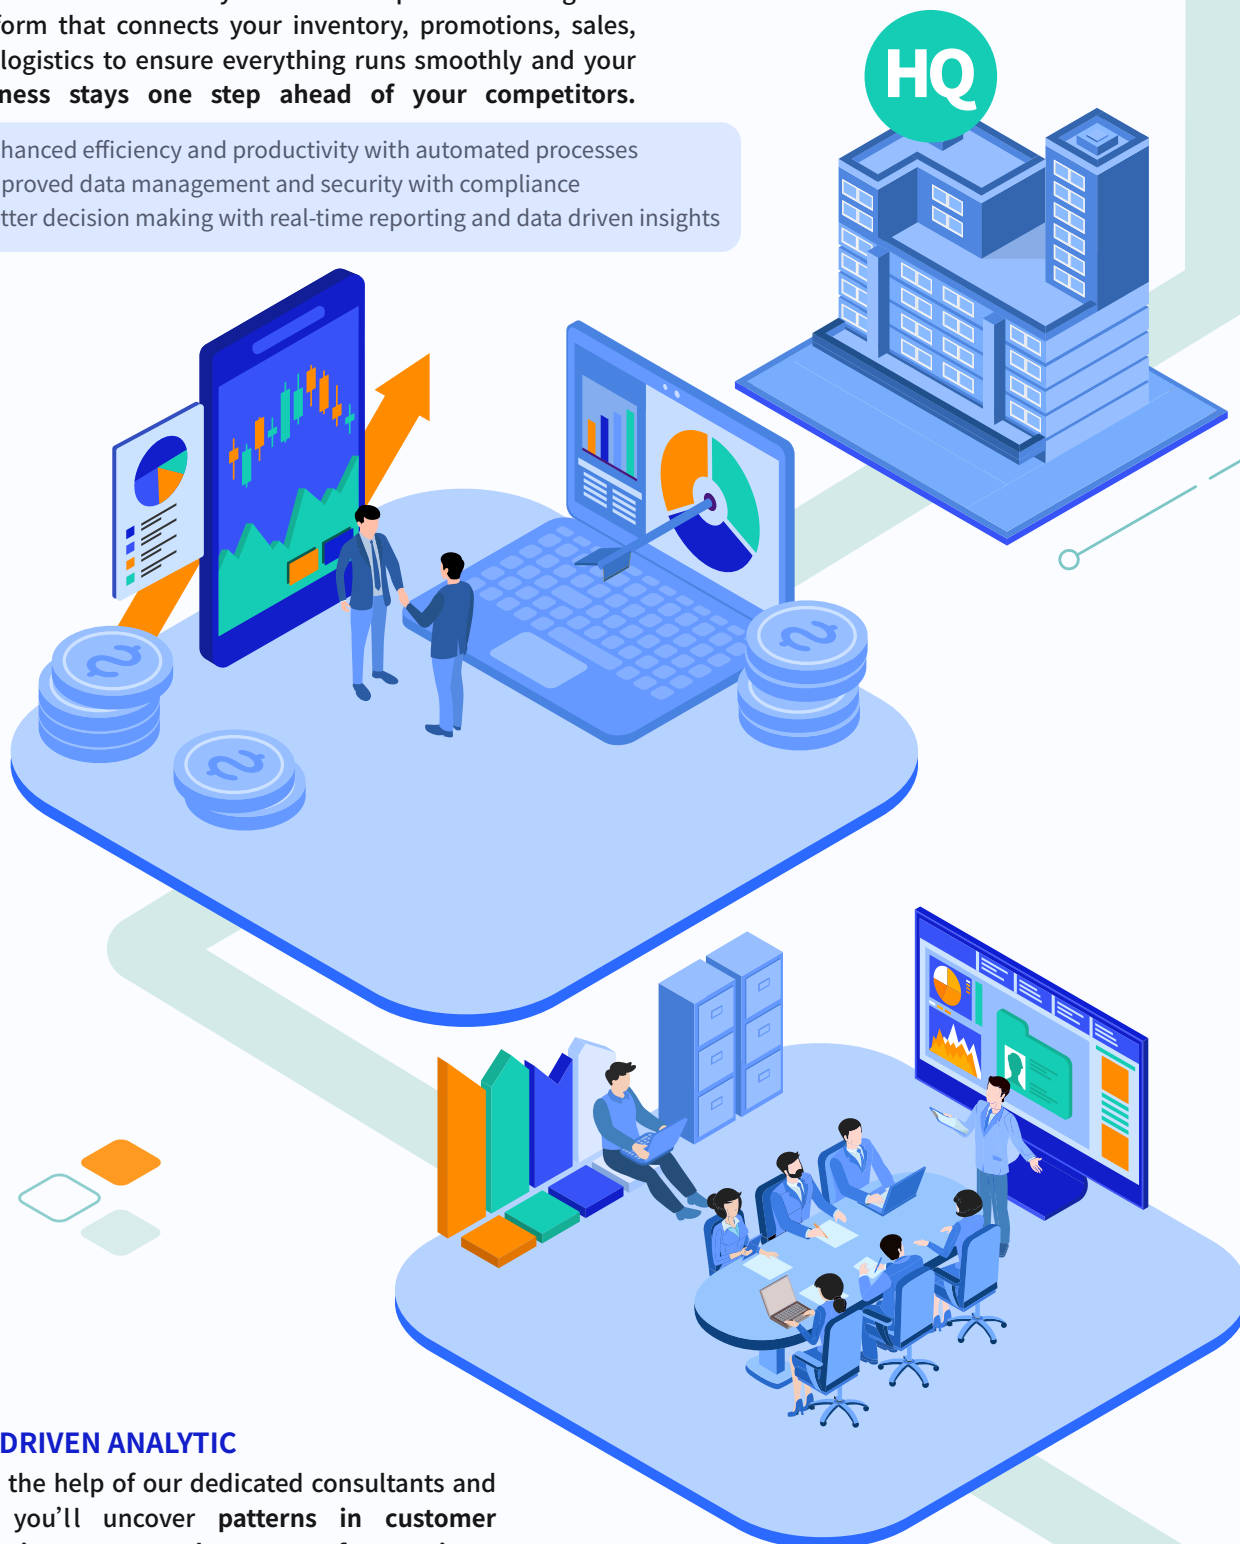 form that connects your inventory, promotions, sales,
logistics to ensure everything runs smoothly and your
ness stays one step ahead of your competitors.
HQ
hanced efficiency and productivity with automated processes
proved data management and security with compliance
tter decision making with real-time reporting and data driven insights
DRIVEN ANALYTIC
the help of our dedicated consultants and
you’ll uncover patterns in customer